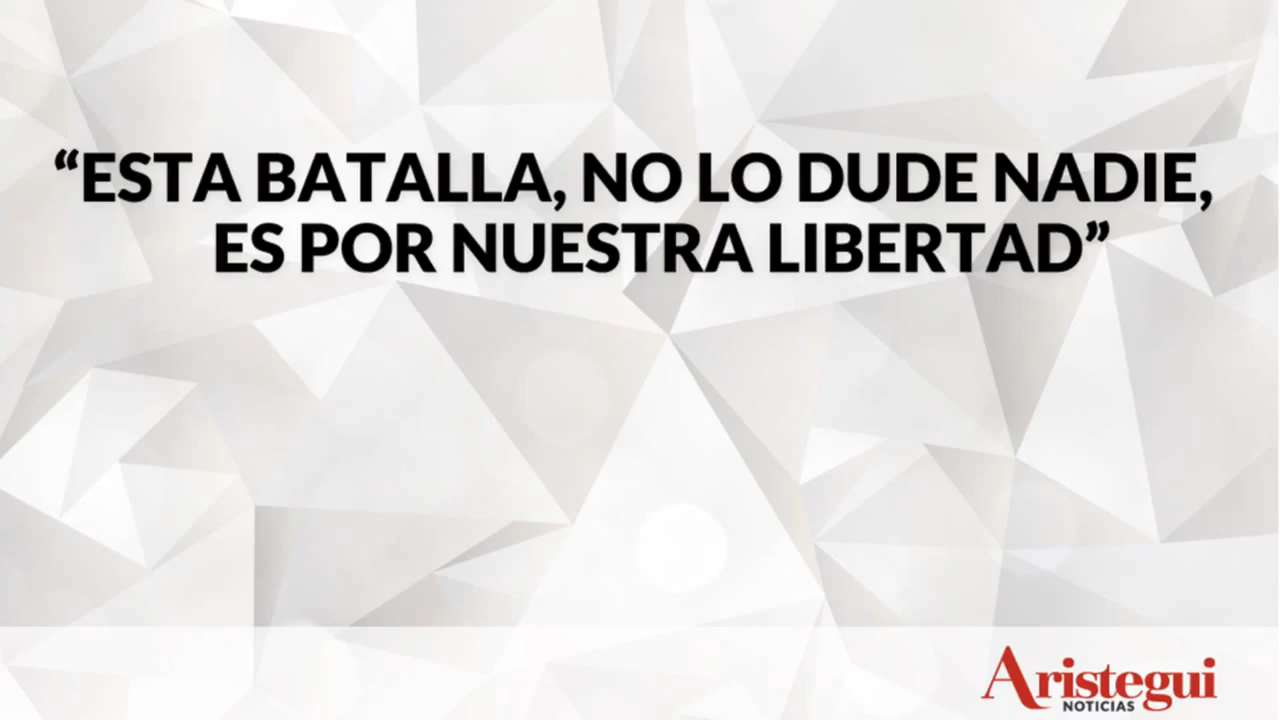 “ESTA BATALLA, NO LO DUDE NADIE,
ES POR NUESTRA LIBERTAD”
Aristegui
NOTICIAS